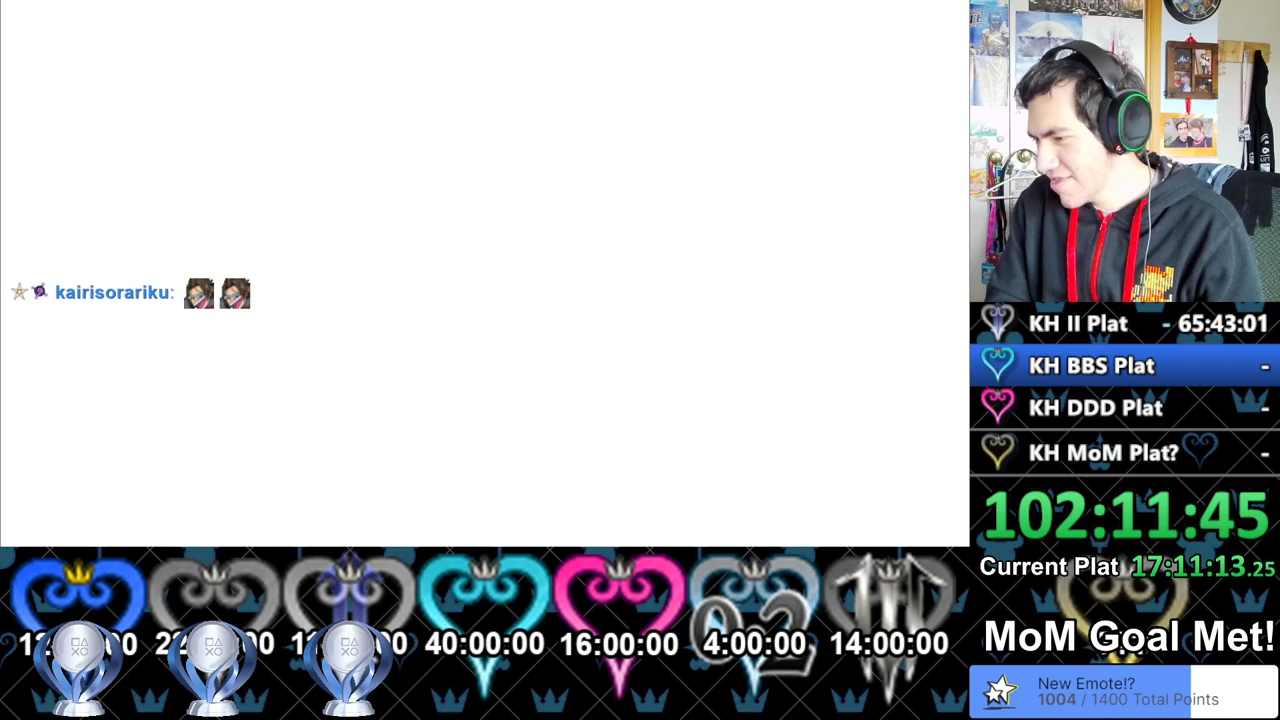 kairisorariku:
KH II Plat - 65:43:01
KH BBS Plat -
KH DDD Plat -
KH MoM Plat? -
102:11:45
Current Plat 17:11:13.25
40:00:00 16:00:00 4:00:00 14:00:00
02
MoM Goal Met!
New Emote!?
1004 / 1400 Total Points